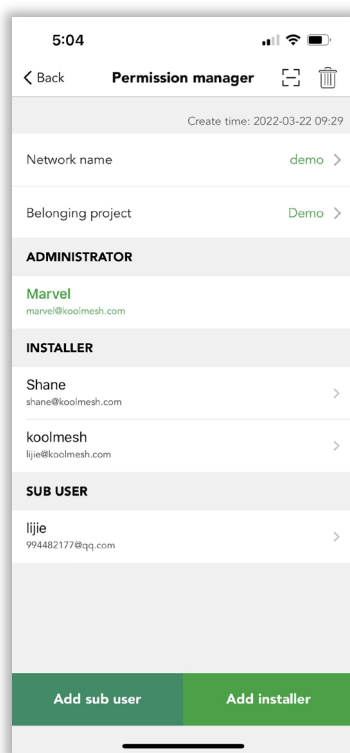 5:04
Back Permission manager
Create time: 2022-03-22 09:29
Network name demo
Belonging project Demo
ADMINISTRATOR
Marvel
marvel@koolmesh.com
INSTALLER
Shane
shane@koolmesh.com
koolmesh
lijie@koolmesh.com
SUB USER
lijie
994482177@qq.com
Add sub user Add installer